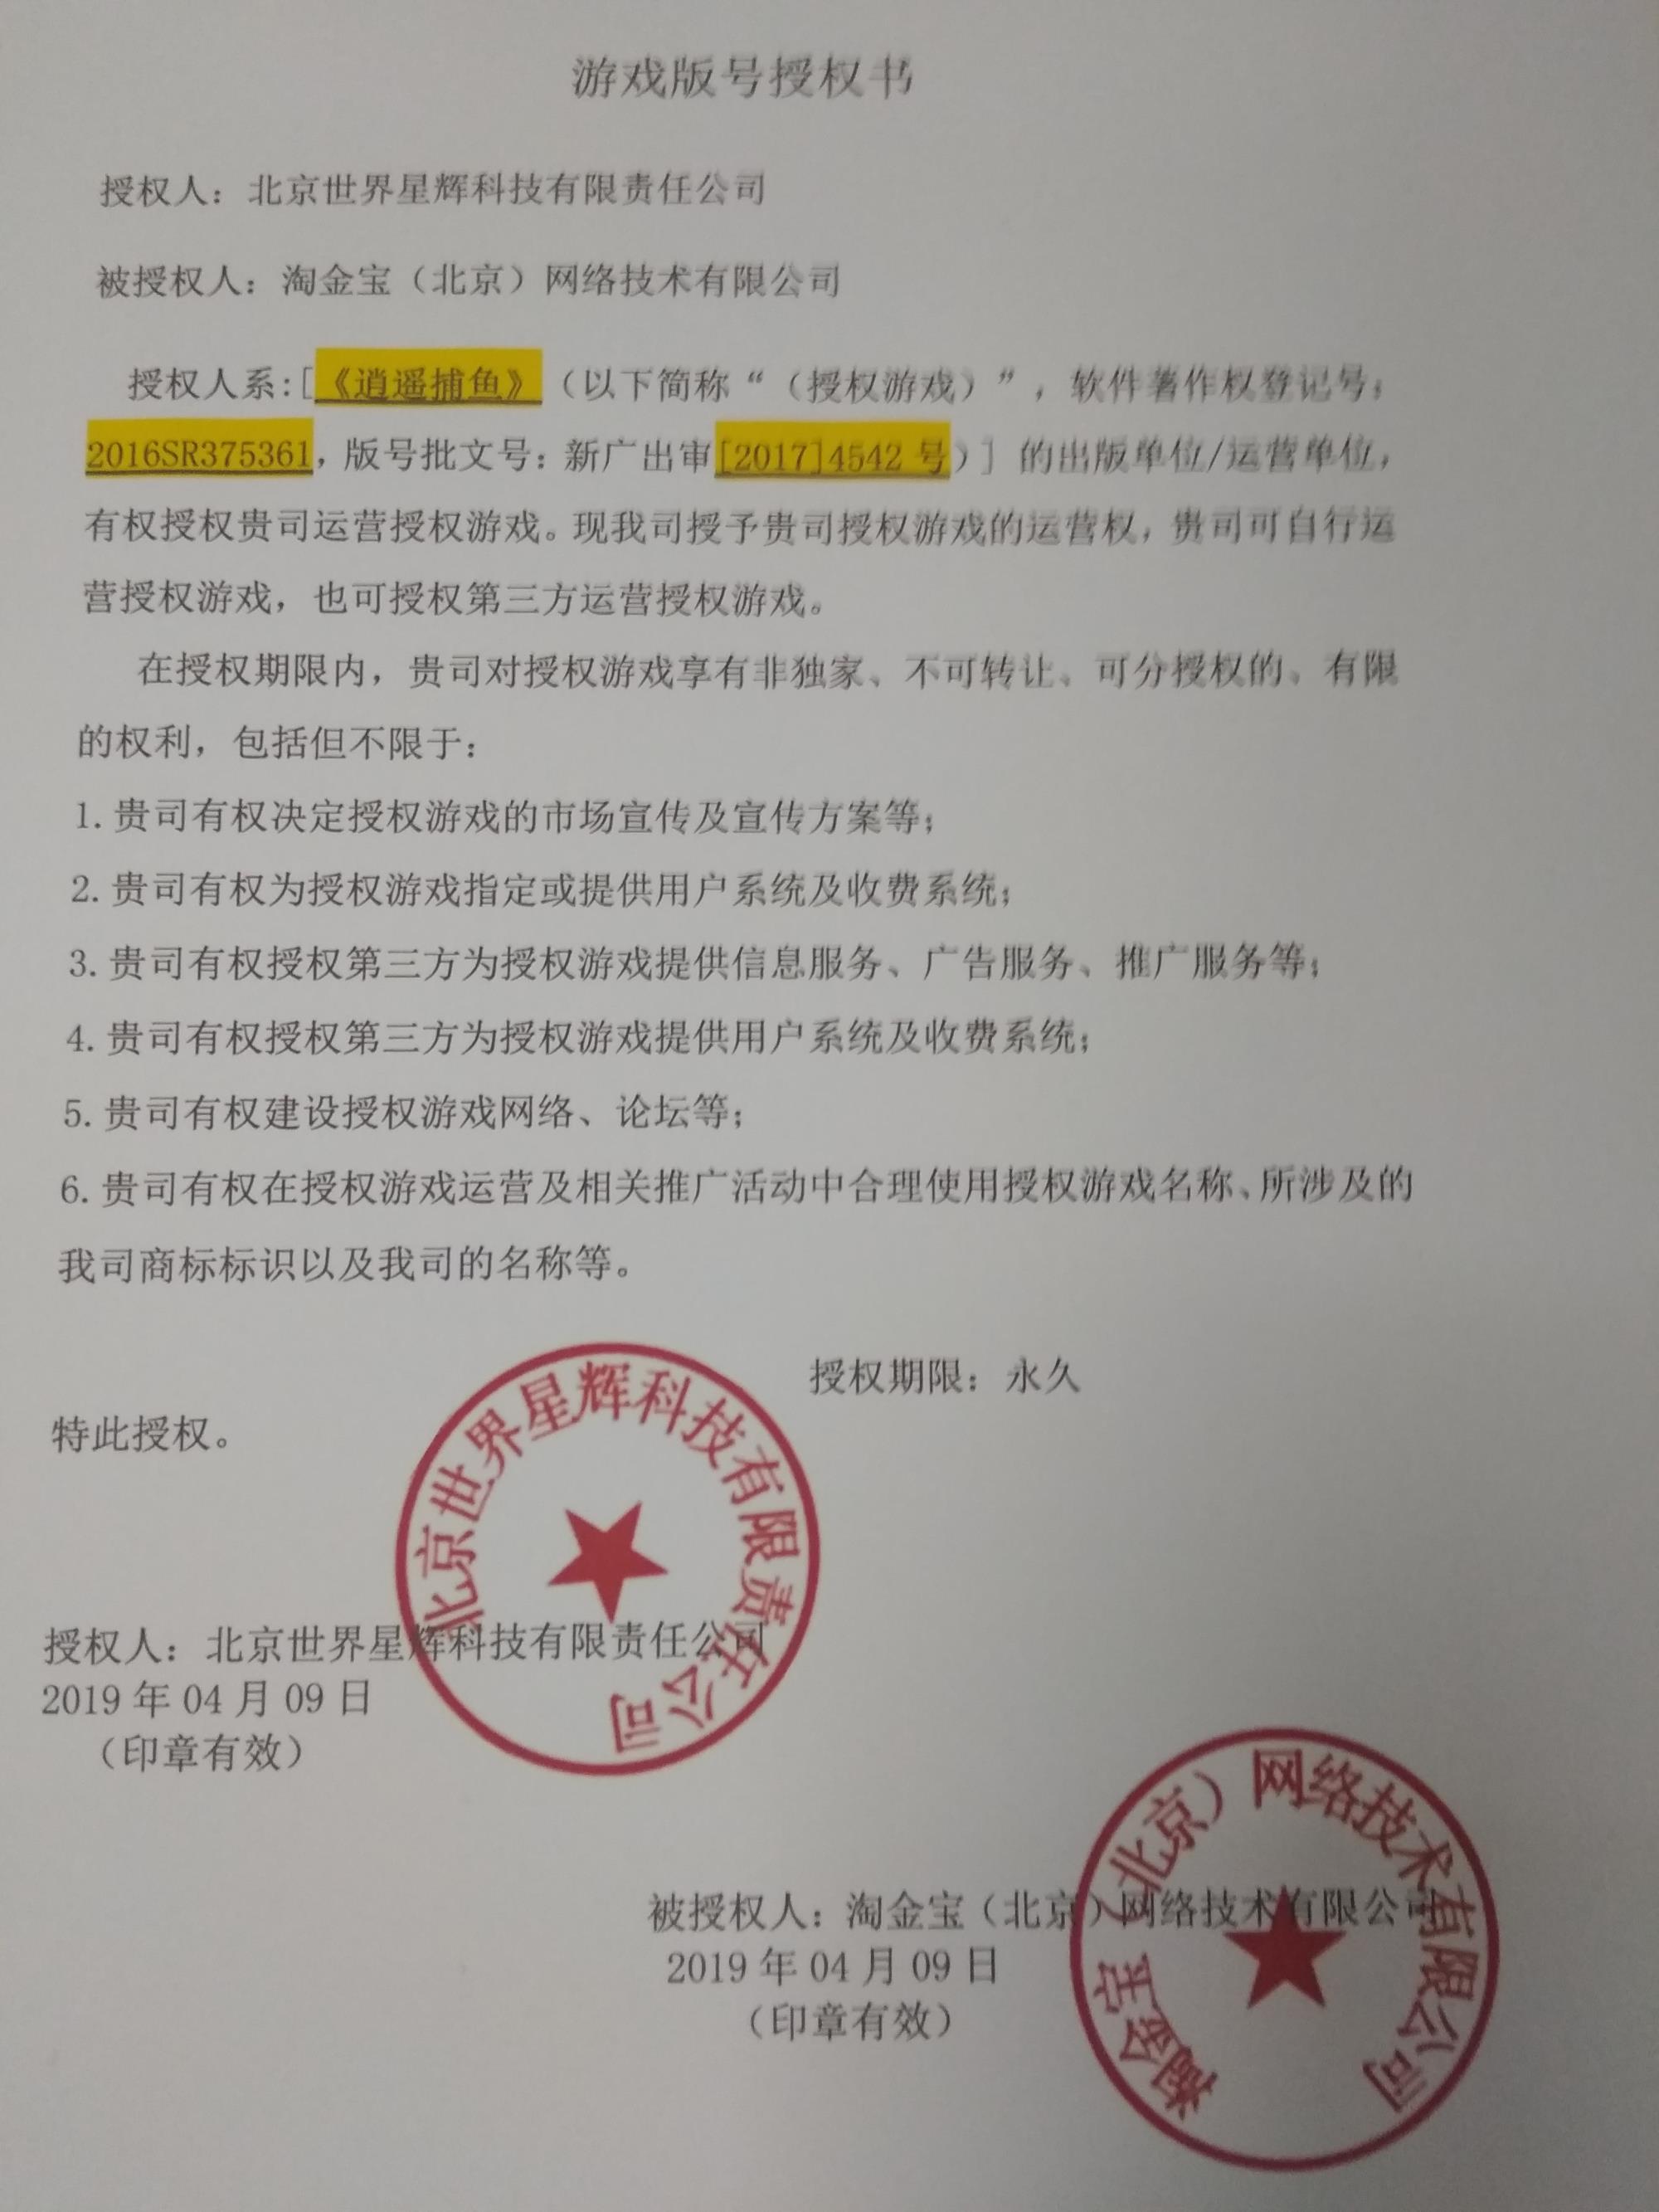 游戏版号授权书
授权人：北京世界星辉科技有限责任公司
被授权人：淘金宝（北京）网络技术有限公司
授权人系:[《逍遥捕鱼》（以下简称“（授权游戏）”，软件著作权登记号：
2016SR375361，版号批文号：新广出审[2017]4542 号)] 的出版单位/运营单位，
有权授权贵司运营授权游戏。现我司授予贵司授权游戏的运营权，贵司可自行运
营授权游戏，也可授权第三方运营授权游戏。
在授权期限内，贵司对授权游戏享有非独家、不可转让、可分授权的、有限
的权利，包括但不限于：
1.贵司有权决定授权游戏的市场宣传及宣传方案等；
2.贵司有权为授权游戏指定或提供用户系统及收费系统；
3.贵司有权授权第三方为授权游戏提供信息服务、广告服务、推广服务等；
4.贵司有权授权第三方为授权游戏提供用户系统及收费系统；
5.贵司有权建设授权游戏网络、论坛等；
6.贵司有权在授权游戏运营及相关推广活动中合理使用授权游戏名称、所涉及的
我司商标标识以及我司的名称等。
授权期限：永久
特此授权。
北京世界星辉科技有限责任公司
授权人：北京世界星辉科技有限责任公司
2019 年 04 月 09 日
（印章有效）
淘金宝（北京）网络技术有限公司
被授权人：淘金宝（北京）网络技术有限公司
2019 年 04 月 09 日
（印章有效）